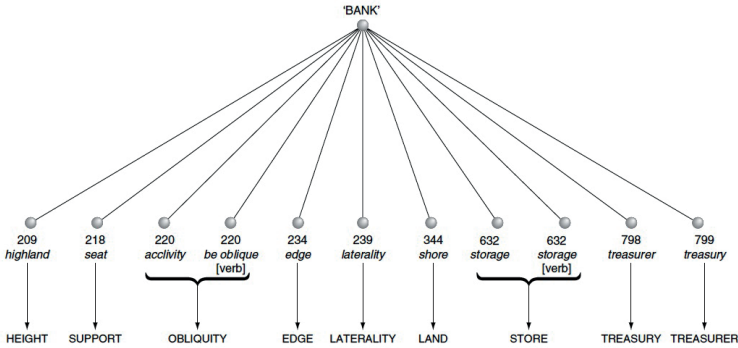 'BANK'
209 218 220 220 234 239 344 632 632 798 799
highland seat acclivity be oblique edge laterality shore storage storage treasurer treasury
[verb] [verb]
HEIGHT SUPPORT OBLIQUITY EDGE LATERALITY LAND STORE TREASURY TREASURER